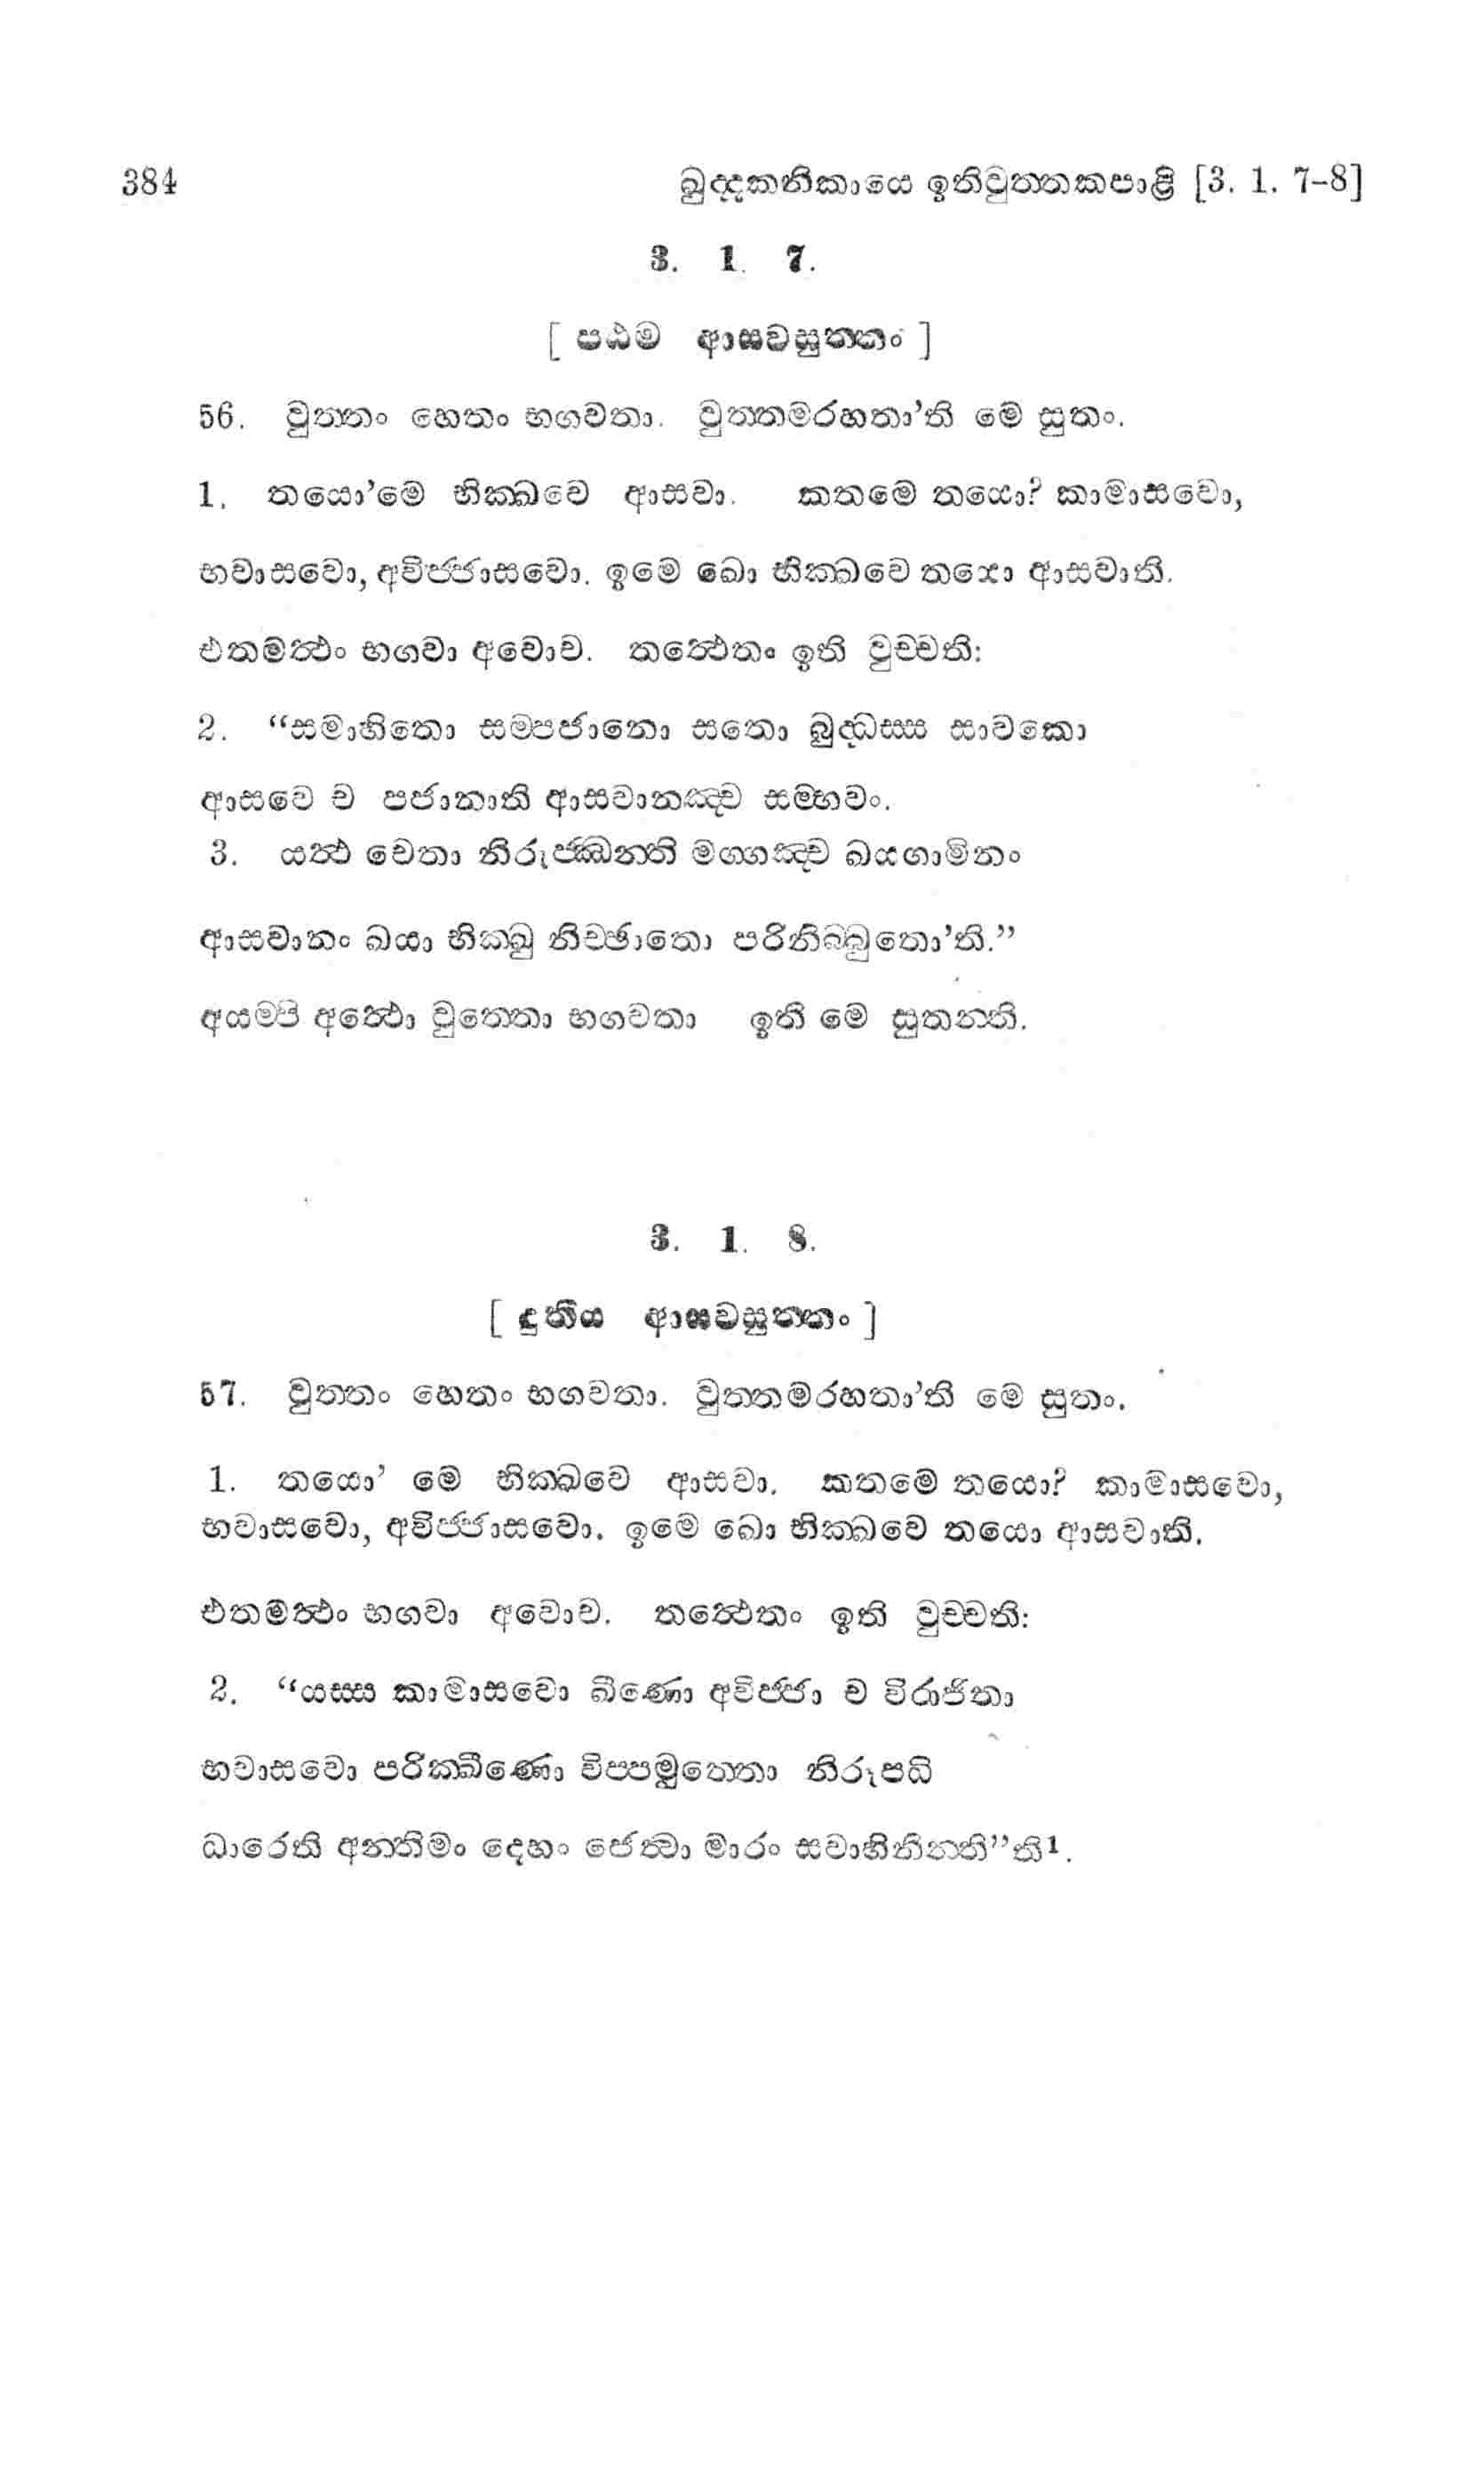 384 ඛුද්දකනිකායෙ ඉතිවුත්තකපාළි [3. 1. 7-8]
3. 1. 7.
[ පඨම ආසවසුත්තං ]
56. වුත්තං හෙතං භගවතා. වුත්තමරහතා’ති මෙ සුතං.
1. තයො’මෙ භික්ඛවෙ ආසවා. කතමෙ තයො? කාමාසවො,
භවාසවො, අවිජ්ජාසවො. ඉමෙ ඛො භික්ඛවෙ තයො ආසවාති.
එතමත්ථං භගවා අවොච. තත්ථෙතං ඉති වුච්චති:
2. “සමාහිතො සම්පජානො සතො බුද්ධස්ස සාවකො
ආසවෙ ච පජානාති ආසවානඤ්ච සම්භවං.
3. යත්ථ චෙතා නිරුජ්ඣන්ති මග්ගඤ්ච ඛයගාමිනං
ආසවානං ඛයා භික්ඛු නිච්ඡාතො පරිනිබ්බුතො’ති.”
අයම්පි අත්ථො වුත්තො භගවතා ඉති මෙ සුතන්ති.
3. 1. 8.
[ දුතිය ආසවසුත්තං ]
57. වුත්තං හෙතං භගවතා. වුත්තමරහතා’ති මෙ සුතං.
1. තයො’ මෙ භික්ඛවෙ ආසවා. කතමෙ තයො? කාමාසවො,
භවාසවො, අවිජ්ජාසවො. ඉමෙ ඛො භික්ඛවෙ තයො ආසවාති.
එතමත්ථං භගවා අවොච. තත්ථෙතං ඉති වුච්චති:
2. “යස්ස කාමාසවො ඛීණො අවිජ්ජා ච විරාජිතා
භවාසවො පරික්ඛීණො විප්පමුත්තො නිරුපධි
ධාරෙති අන්තිමං දෙහං ජෙත්වා මාරං සවාහිනින්ති”ති¹.